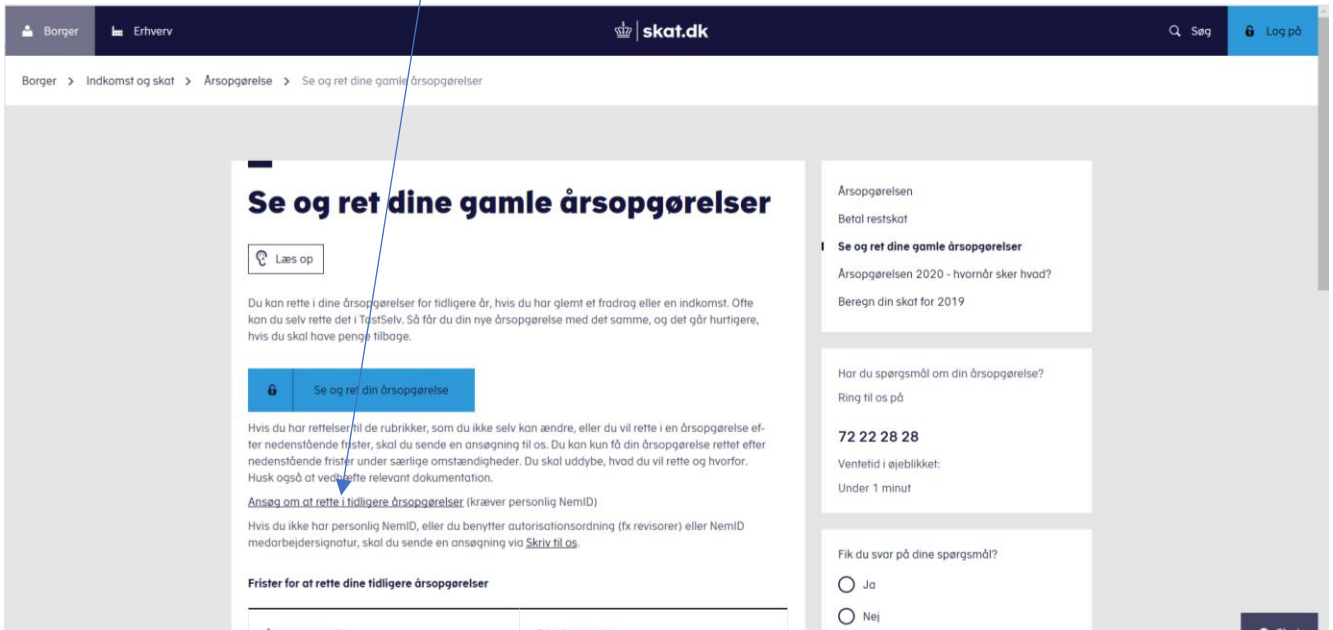 Borger
Erhverv
skat.dk
Søg
Log på
Borger > Indkomst og skat > Årsopgørelse > Se og ret dine gamle årsopgørelser
Se og ret dine gamle årsopgørelser
Læs op
Du kan rette i dine årsopgørelser for tidligere år, hvis du har glemt et fradrag eller en indkomst. Ofte
kan du selv rette det i TastSelv. Så får du din nye årsopgørelse med det samme, og det går hurtigere,
hvis du skal have penge tilbage.
Se og ret din årsopgørelse
Hvis du har rettelser til de rubrikker, som du ikke selv kan ændre, eller du vil rette i en årsopgørelse ef-
ter nedenstående frister, skal du sende en ansøgning til os. Du kan kun få din årsopgørelse rettet efter
nedenstående frister under særlige omstændigheder. Du skal uddybe, hvad du vil rette og hvorfor.
Husk også at vedhæfte relevant dokumentation.
Ansøg om at rette i tidligere årsopgørelser (kræver personlig NemID)
Hvis du ikke har personlig NemID, eller du benytter autorisationsordning (fx revisorer) eller NemID
medarbejdersignatur, skal du sende en ansøgning via Skriv til os.
Frister for at rette dine tidligere årsopgørelser
Årsopgørelsen
Betal restskat
Se og ret dine gamle årsopgørelser
Årsopgørelsen 2020 - hvornår sker hvad?
Beregn din skat for 2019
Har du spørgsmål om din årsopgørelse?
Ring til os på
72 22 28 28
Ventetid i øjeblikket:
Under 1 minut
Fik du svar på dine spørgsmål?
Ja
Nej